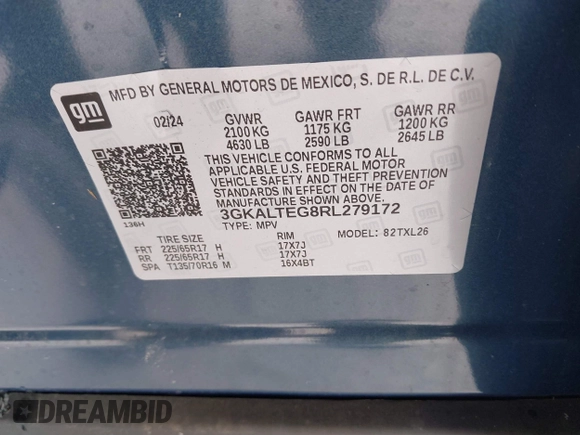 gm
MFD BY GENERAL MOTORS DE MEXICO, S. DE R.L. DE C.V.
02/24 GVWR GAWR FRT GAWR RR
2100 KG 1175 KG 1200 KG
4630 LB 2590 LB 2645 LB
THIS VEHICLE CONFORMS TO ALL
APPLICABLE U.S. FEDERAL MOTOR
VEHICLE SAFETY AND THEFT PREVENTION
STANDARDS IN EFFECT ON THE DATE OF
MANUFACTURE SHOWN ABOVE.
3GKALTEG8RL279172
136H
TYPE: MPV MODEL: 82TXL26
TIRE SIZE RIM
FRT 225/65R17 H 17X7J
RR 225/65R17 H 17X7J
SPA T135/70R16 M 16X4BT
DREAMBID